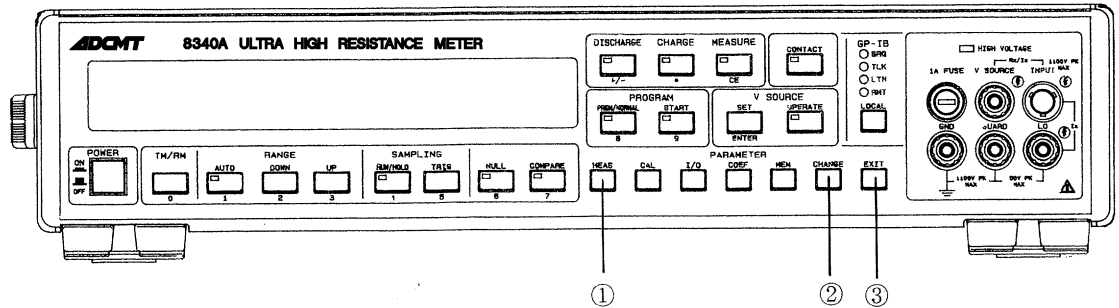 ADCMT 8340A ULTRA HIGH RESISTANCE METER
DISCHARGE CHARGE MEASURE
+/- * CE
CONTACT
GP-IB
SRQ
TLK
LTN
RMT
LOCAL
HIGH VOLTAGE
Rx/Ix 1100V PK MAX
1A FUSE V SOURCE INPUT
Ix
GND GUARD LO
1100V PK MAX 50V PK MAX
PROGRAM
PRGM/NORMAL START
8 9
V SOURCE
SET OPERATE
ENTER
POWER
ON
OFF
TM/RM
0
RANGE
AUTO DOWN UP
1 2 3
SAMPLING
RUN/HOLD TRIG
4 5
NULL COMPARE
6 7
PARAMETER
MEAS CAL I/O COEF MEM CHANGE EXIT
① ② ③